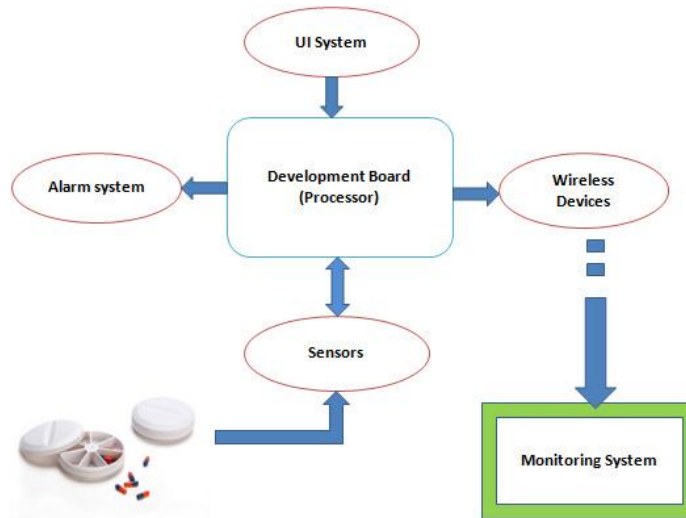 UI System
Development Board
(Processor)
Alarm system
Wireless
Devices
Sensors
Monitoring System